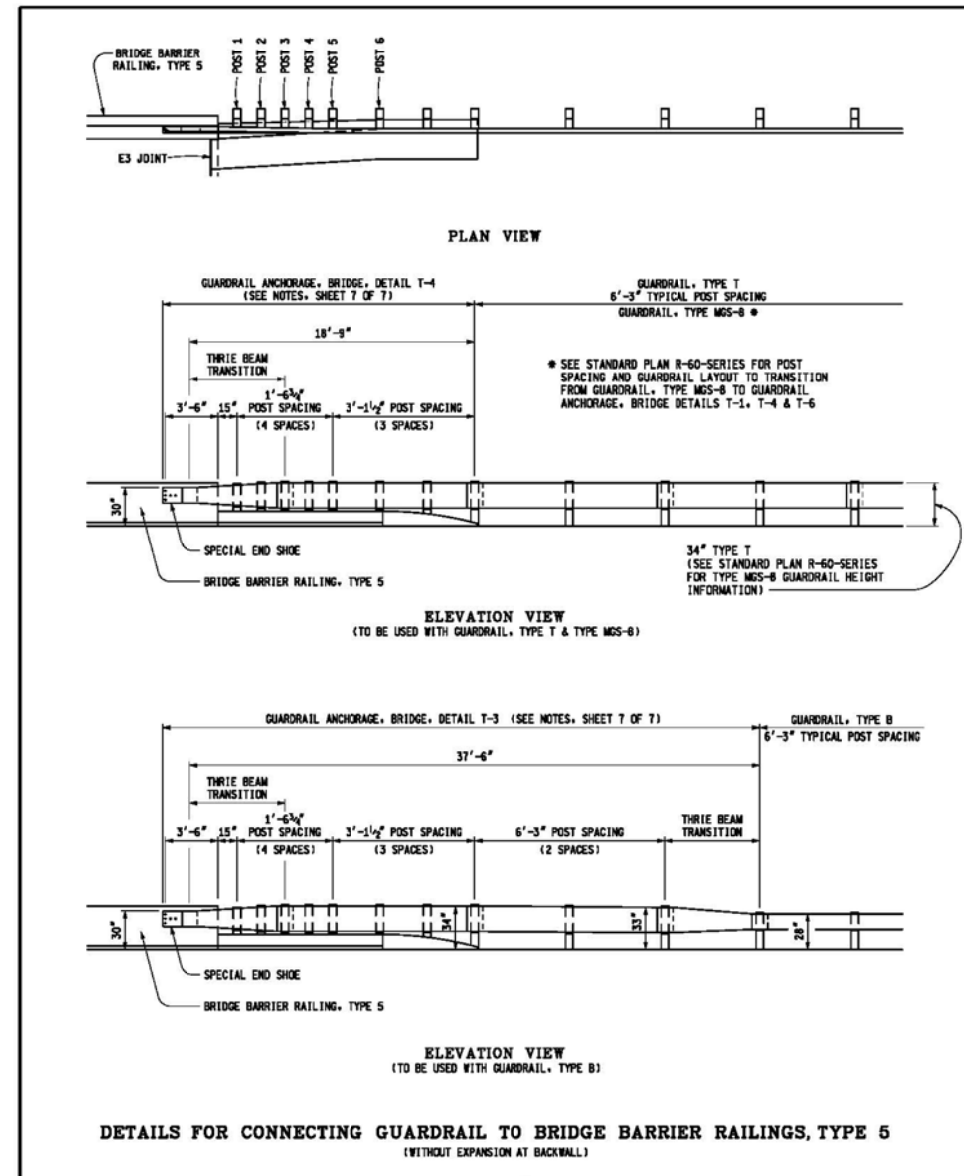 BRIDGE BARRIER
RAILING, TYPE 5
POST 1
POST 2
POST 3
POST 4
POST 5
POST 6
E3 JOINT
PLAN VIEW
GUARDRAIL ANCHORAGE, BRIDGE, DETAIL T-4
(SEE NOTES, SHEET 7 OF 7)
GUARDRAIL, TYPE T
6'-3" TYPICAL POST SPACING
GUARDRAIL, TYPE MGS-8 *
18'-9"
THRIE BEAM
TRANSITION
* SEE STANDARD PLAN R-60-SERIES FOR POST
SPACING AND GUARDRAIL LAYOUT TO TRANSITION
FROM GUARDRAIL, TYPE MGS-8 TO GUARDRAIL
ANCHORAGE, BRIDGE DETAILS T-1, T-4 & T-6
3'-6"
15"
1'-6 3/4"
POST SPACING
(4 SPACES)
3'-1 1/2" POST SPACING
(3 SPACES)
30"
SPECIAL END SHOE
BRIDGE BARRIER RAILING, TYPE 5
34" TYPE T
(SEE STANDARD PLAN R-60-SERIES
FOR TYPE MGS-8 GUARDRAIL HEIGHT
INFORMATION)
ELEVATION VIEW
(TO BE USED WITH GUARDRAIL, TYPE T & TYPE MGS-8)
GUARDRAIL ANCHORAGE, BRIDGE, DETAIL T-3 (SEE NOTES, SHEET 7 OF 7)
GUARDRAIL, TYPE B
6'-3" TYPICAL POST SPACING
37'-6"
THRIE BEAM
TRANSITION
3'-6"
15"
1'-6 3/4"
POST SPACING
(4 SPACES)
3'-1 1/2" POST SPACING
(3 SPACES)
6'-3" POST SPACING
(2 SPACES)
THRIE BEAM
TRANSITION
30"
34"
33"
28"
SPECIAL END SHOE
BRIDGE BARRIER RAILING, TYPE 5
ELEVATION VIEW
(TO BE USED WITH GUARDRAIL, TYPE B)
DETAILS FOR CONNECTING GUARDRAIL TO BRIDGE BARRIER RAILINGS, TYPE 5
(WITHOUT EXPANSION AT BACKWALL)